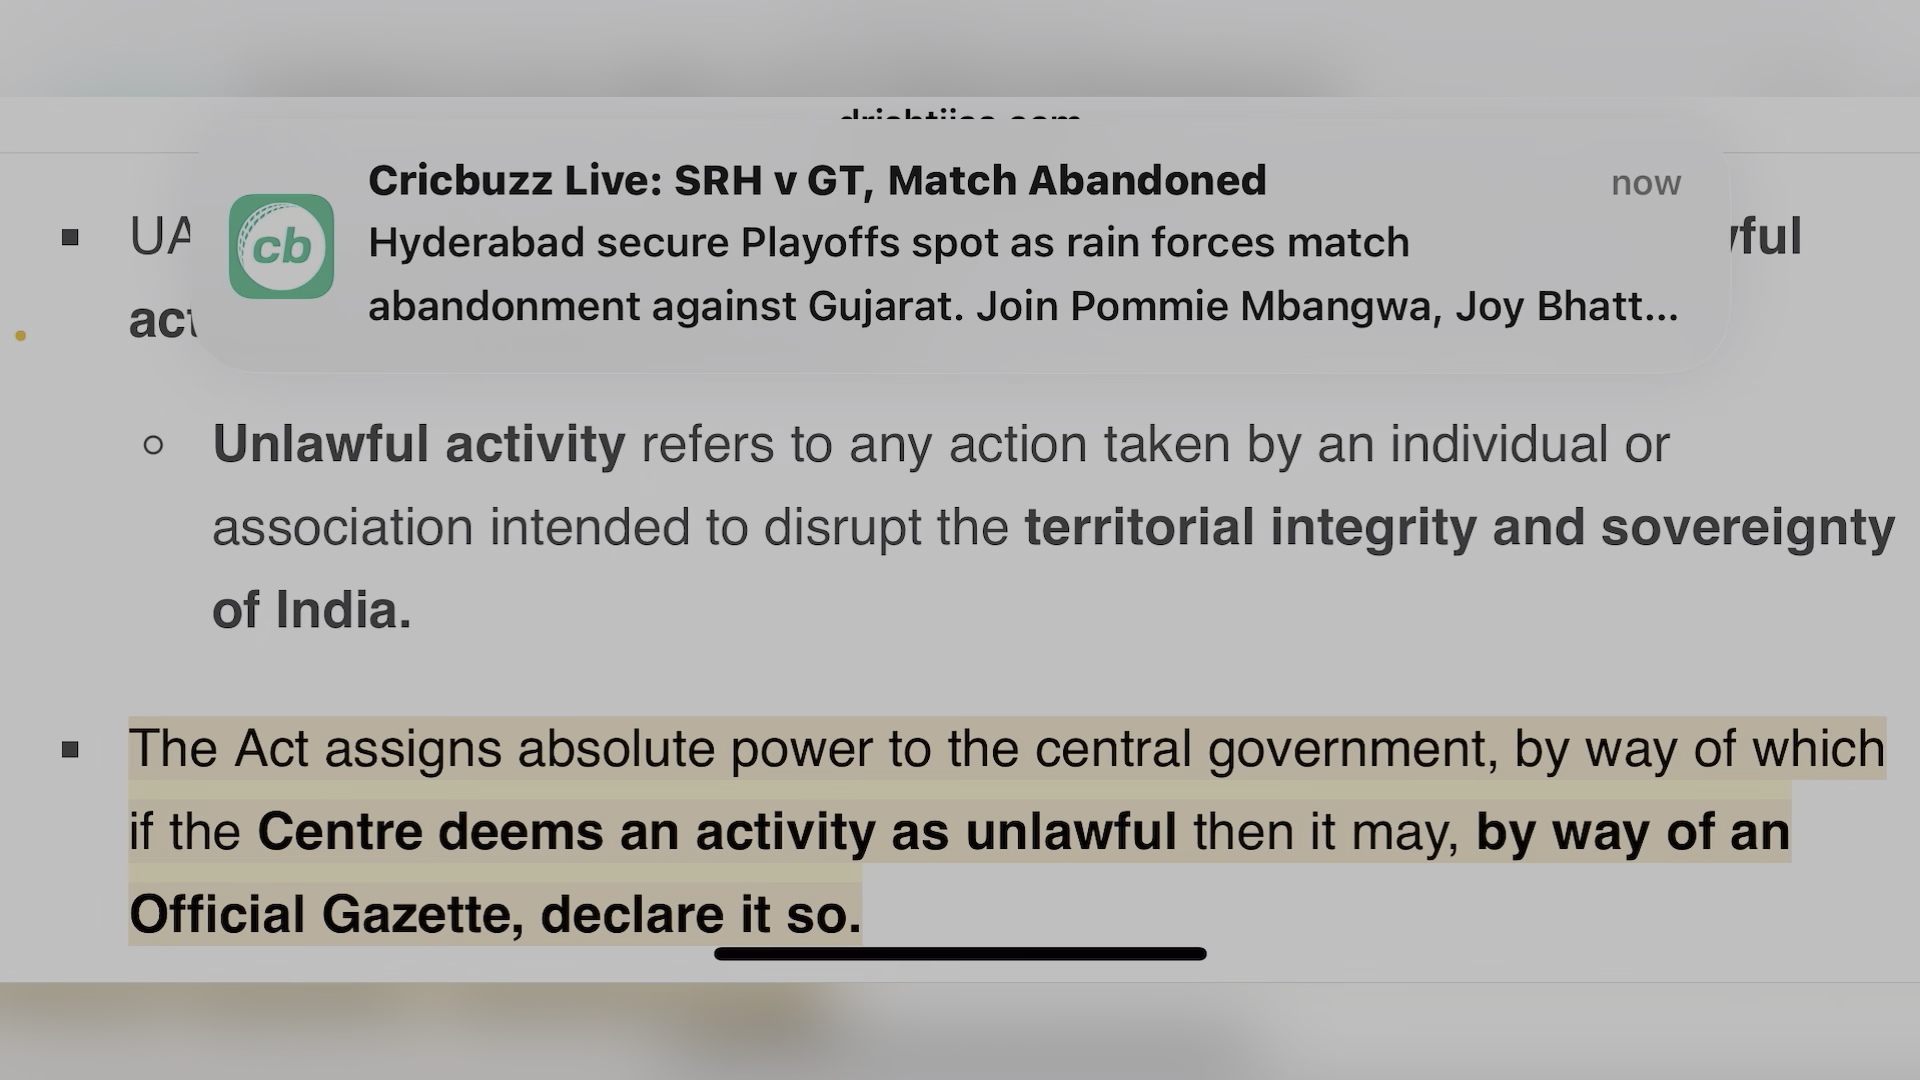 Cricbuzz Live: SRH v GT, Match Abandoned
now
cb
Hyderabad secure Playoffs spot as rain forces match
abandonment against Gujarat. Join Pommie Mbangwa, Joy Bhatt...
Unlawful activity refers to any action taken by an individual or
association intended to disrupt the territorial integrity and sovereignty
of India.
The Act assigns absolute power to the central government, by way of which
if the Centre deems an activity as unlawful then it may, by way of an
Official Gazette, declare it so.